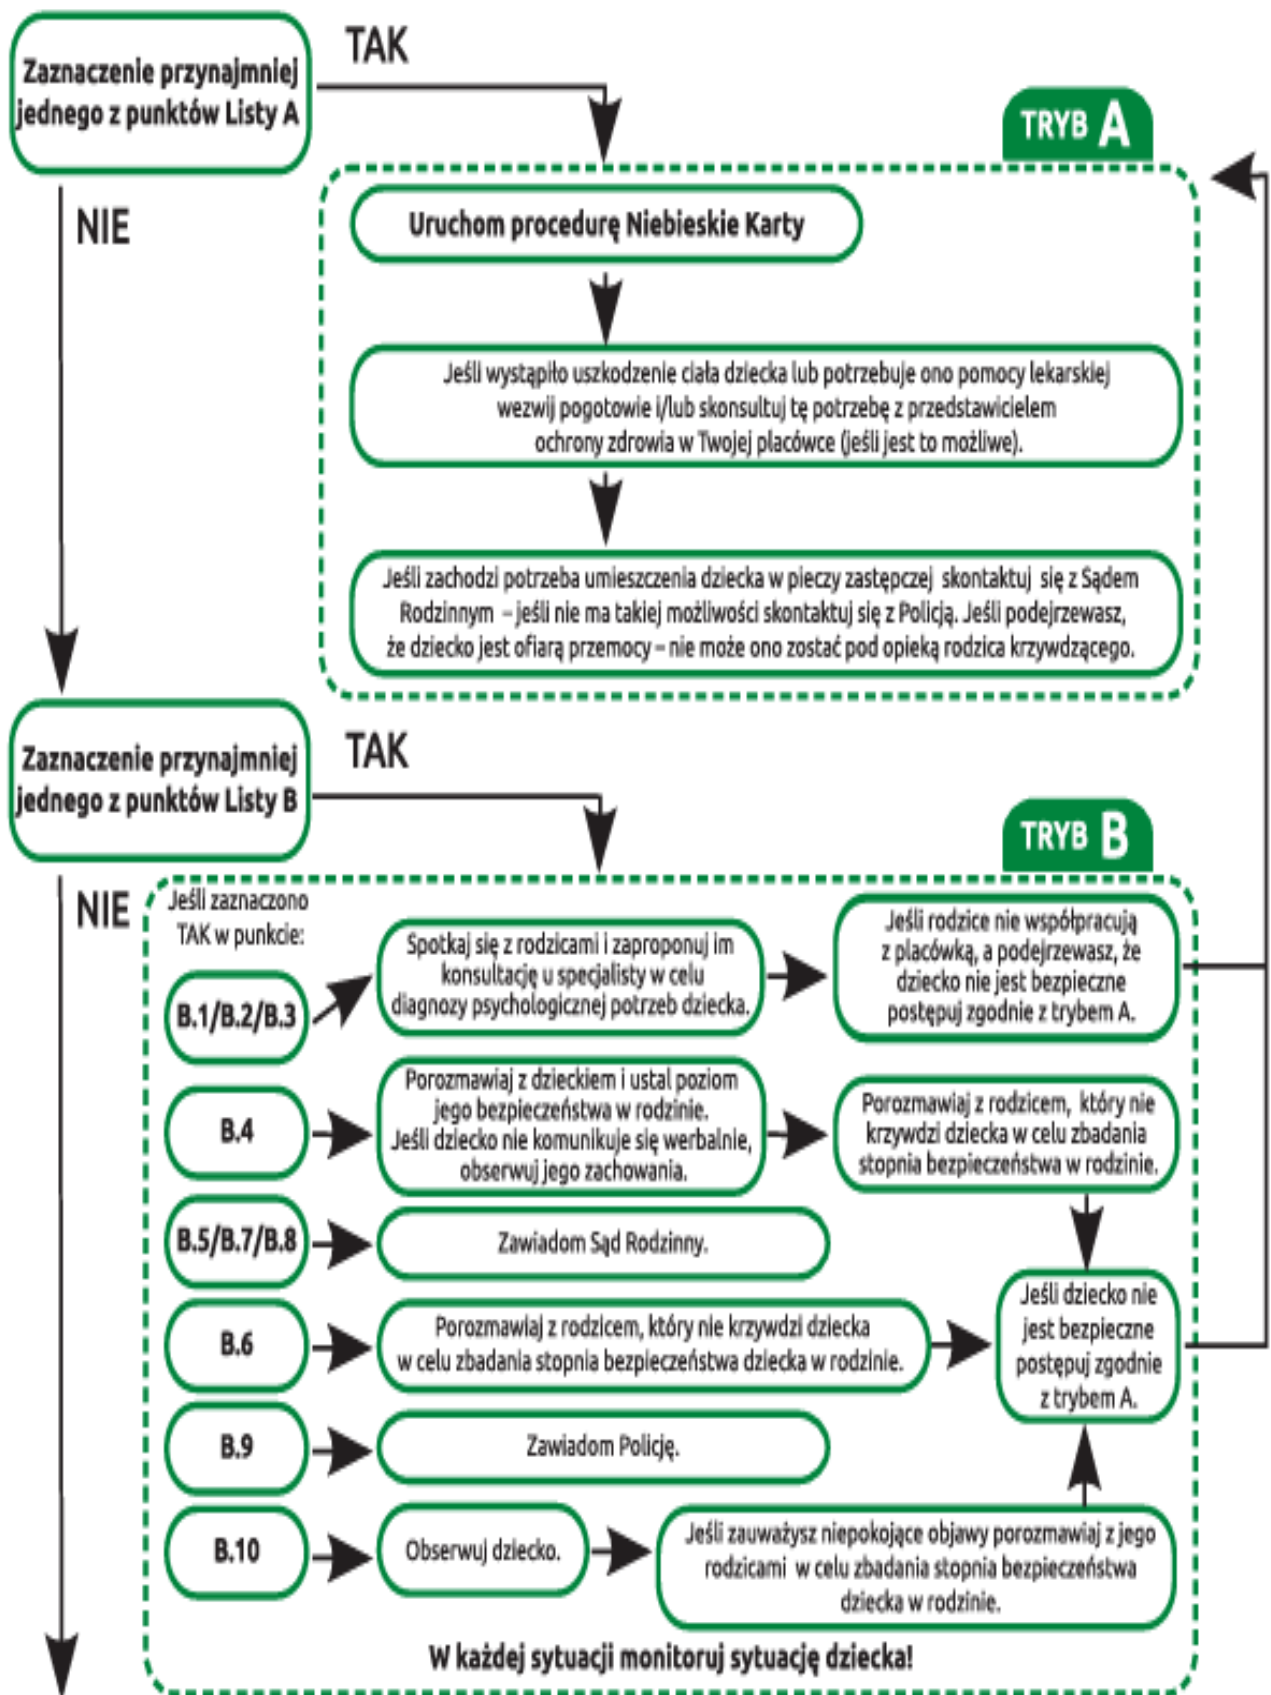 Zaznaczenie przynajmniej
jednego z punktów Listy A
TAK
NIE
TRYB A
Uruchom procedurę Niebieskie Karty
Jeśli wystąpiło uszkodzenie ciała dziecka lub potrzebuje ono pomocy lekarskiej
wezwij pogotowie i/lub skonsultuj tę potrzebę z przedstawicielem
ochrony zdrowia w Twojej placówce (jeśli jest to możliwe).
Jeśli zachodzi potrzeba umieszczenia dziecka w pieczy zastępczej skontaktuj się z Sądem
Rodzinnym – jeśli nie ma takiej możliwości skontaktuj się z Policją. Jeśli podejrzewasz,
że dziecko jest ofiarą przemocy – nie może ono zostać pod opieką rodzica krzywdzącego.
Zaznaczenie przynajmniej
jednego z punktów Listy B
TAK
NIE
TRYB B
Jeśli zaznaczono
TAK w punkcie:
B.1/B.2/B.3
Spotkaj się z rodzicami i zaproponuj im
konsultację u specjalisty w celu
diagnozy psychologicznej potrzeb dziecka.
Jeśli rodzice nie współpracują
z placówką, a podejrzewasz, że
dziecko nie jest bezpieczne
postępuj zgodnie z trybem A.
B.4
Porozmawiaj z dzieckiem i ustal poziom
jego bezpieczeństwa w rodzinie.
Jeśli dziecko nie komunikuje się werbalnie,
obserwuj jego zachowania.
Porozmawiaj z rodzicem, który nie
krzywdzi dziecka w celu zbadania
stopnia bezpieczeństwa w rodzinie.
B.5/B.7/B.8
Zawiadom Sąd Rodzinny.
B.6
Porozmawiaj z rodzicem, który nie krzywdzi dziecka
w celu zbadania stopnia bezpieczeństwa dziecka w rodzinie.
Jeśli dziecko nie
jest bezpieczne
postępuj zgodnie
z trybem A.
B.9
Zawiadom Policję.
B.10
Obserwuj dziecko.
Jeśli zauważysz niepokojące objawy porozmawiaj z jego
rodzicami w celu zbadania stopnia bezpieczeństwa
dziecka w rodzinie.
W każdej sytuacji monitoruj sytuację dziecka!